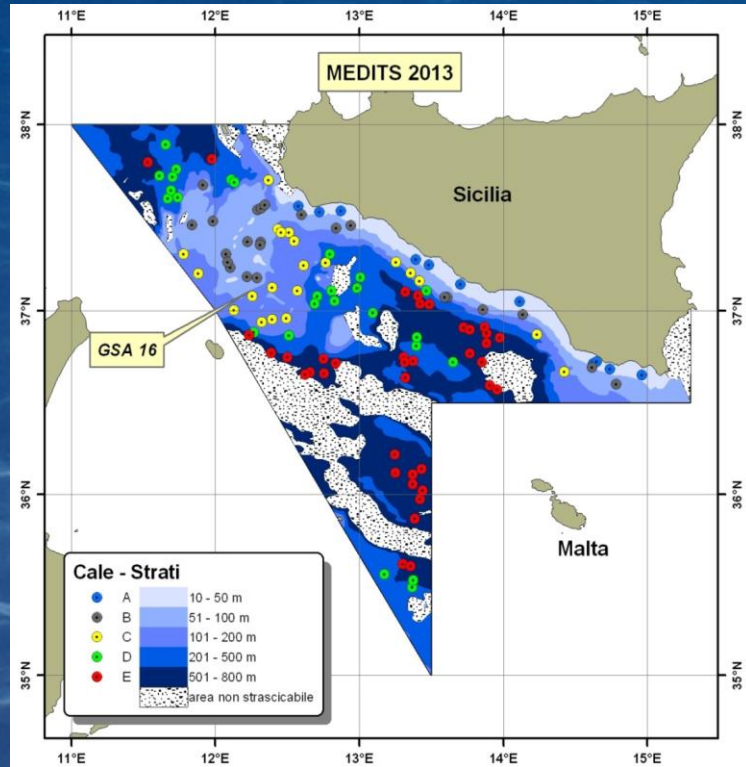 11°E 12°E 13°E 14°E 15°E
MEDITS 2013
38°N 38°N
Sicilia
37°N 37°N
GSA 16
36°N 36°N
Malta
Cale - Strati
A 10 - 50 m
B 51 - 100 m
C 101 - 200 m
D 201 - 500 m
E 501 - 800 m
area non strascicabile
35°N 35°N
11°E 12°E 13°E 14°E 15°E